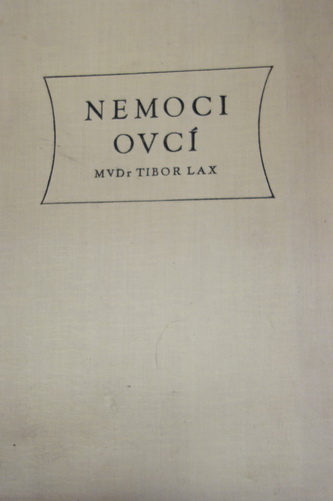 NEMOCI
OVCÍ
MVDr TIBOR LAX